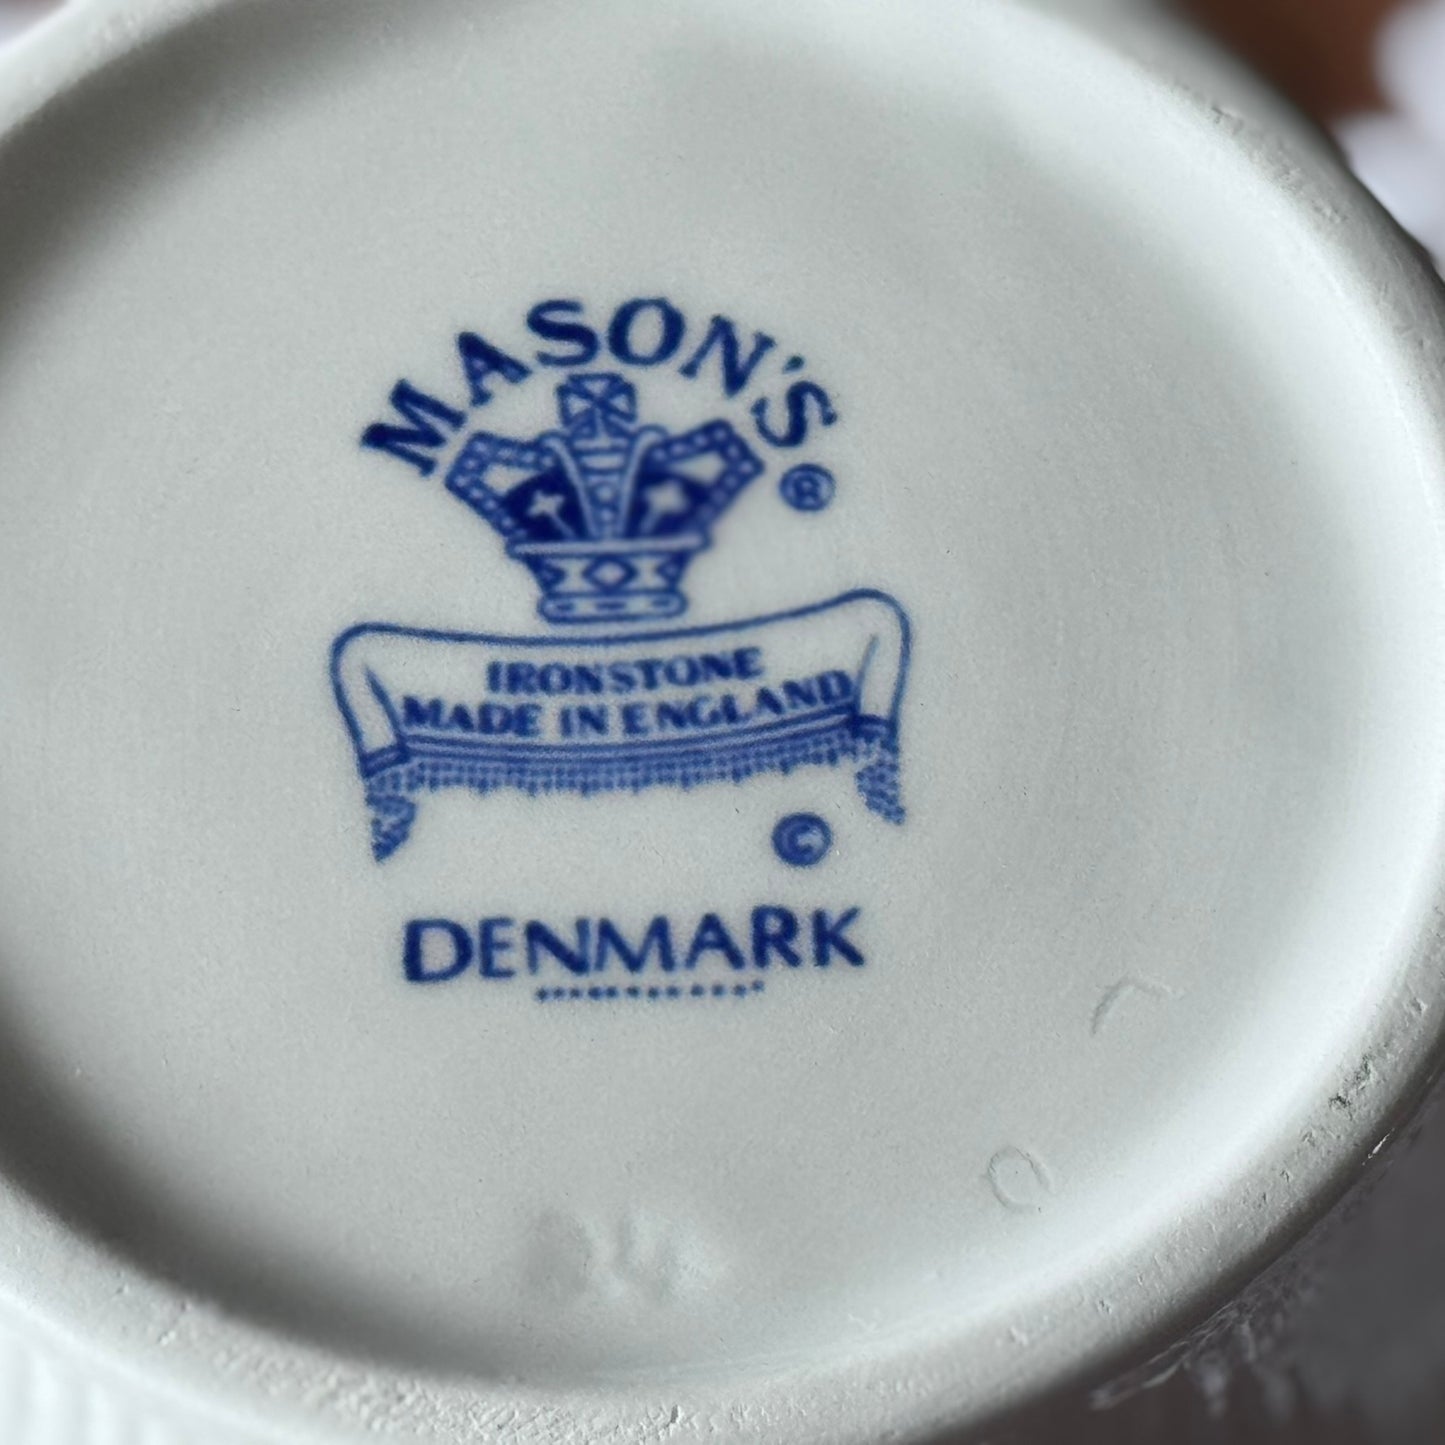 MASON'S
®
IRONSTONE
MADE IN ENGLAND
©
DENMARK